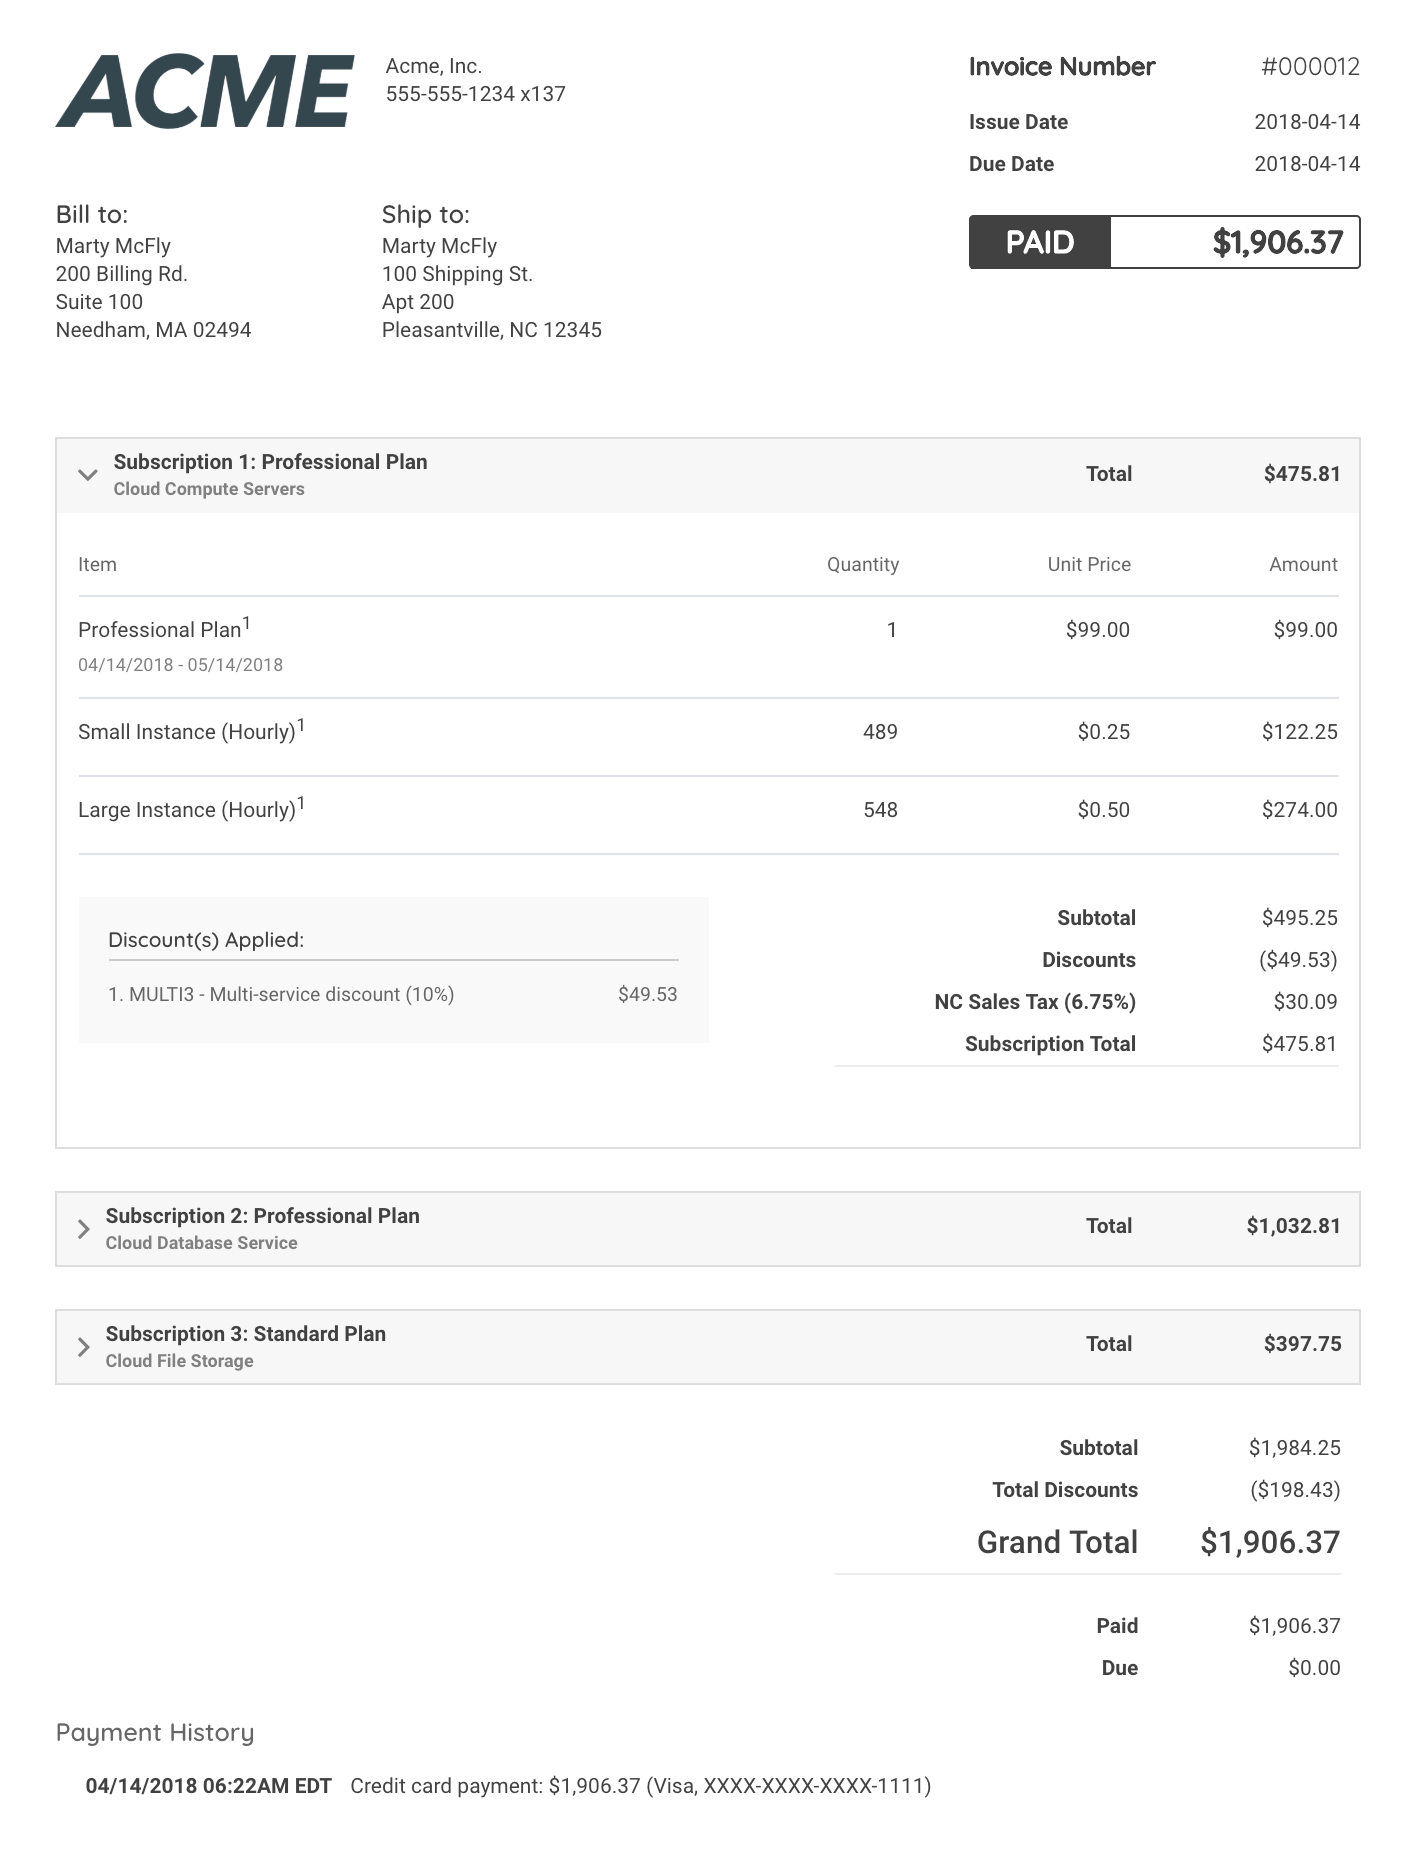 ACME
Acme, Inc.
555-555-1234 x137
Invoice Number #000012
Issue Date 2018-04-14
Due Date 2018-04-14
PAID $1,906.37
Bill to:
Marty McFly
200 Billing Rd.
Suite 100
Needham, MA 02494
Ship to:
Marty McFly
100 Shipping St.
Apt 200
Pleasantville, NC 12345
Subscription 1: Professional Plan
Cloud Compute Servers
Total $475.81
Item Quantity Unit Price Amount
Professional Plan¹ 1 $99.00 $99.00
04/14/2018 - 05/14/2018
Small Instance (Hourly)¹ 489 $0.25 $122.25
Large Instance (Hourly)¹ 548 $0.50 $274.00
Discount(s) Applied:
1. MULTI3 - Multi-service discount (10%) $49.53
Subtotal $495.25
Discounts ($49.53)
NC Sales Tax (6.75%) $30.09
Subscription Total $475.81
Subscription 2: Professional Plan
Cloud Database Service
Total $1,032.81
Subscription 3: Standard Plan
Cloud File Storage
Total $397.75
Subtotal $1,984.25
Total Discounts ($198.43)
Grand Total $1,906.37
Paid $1,906.37
Due $0.00
Payment History
04/14/2018 06:22AM EDT Credit card payment: $1,906.37 (Visa, XXXX-XXXX-XXXX-1111)